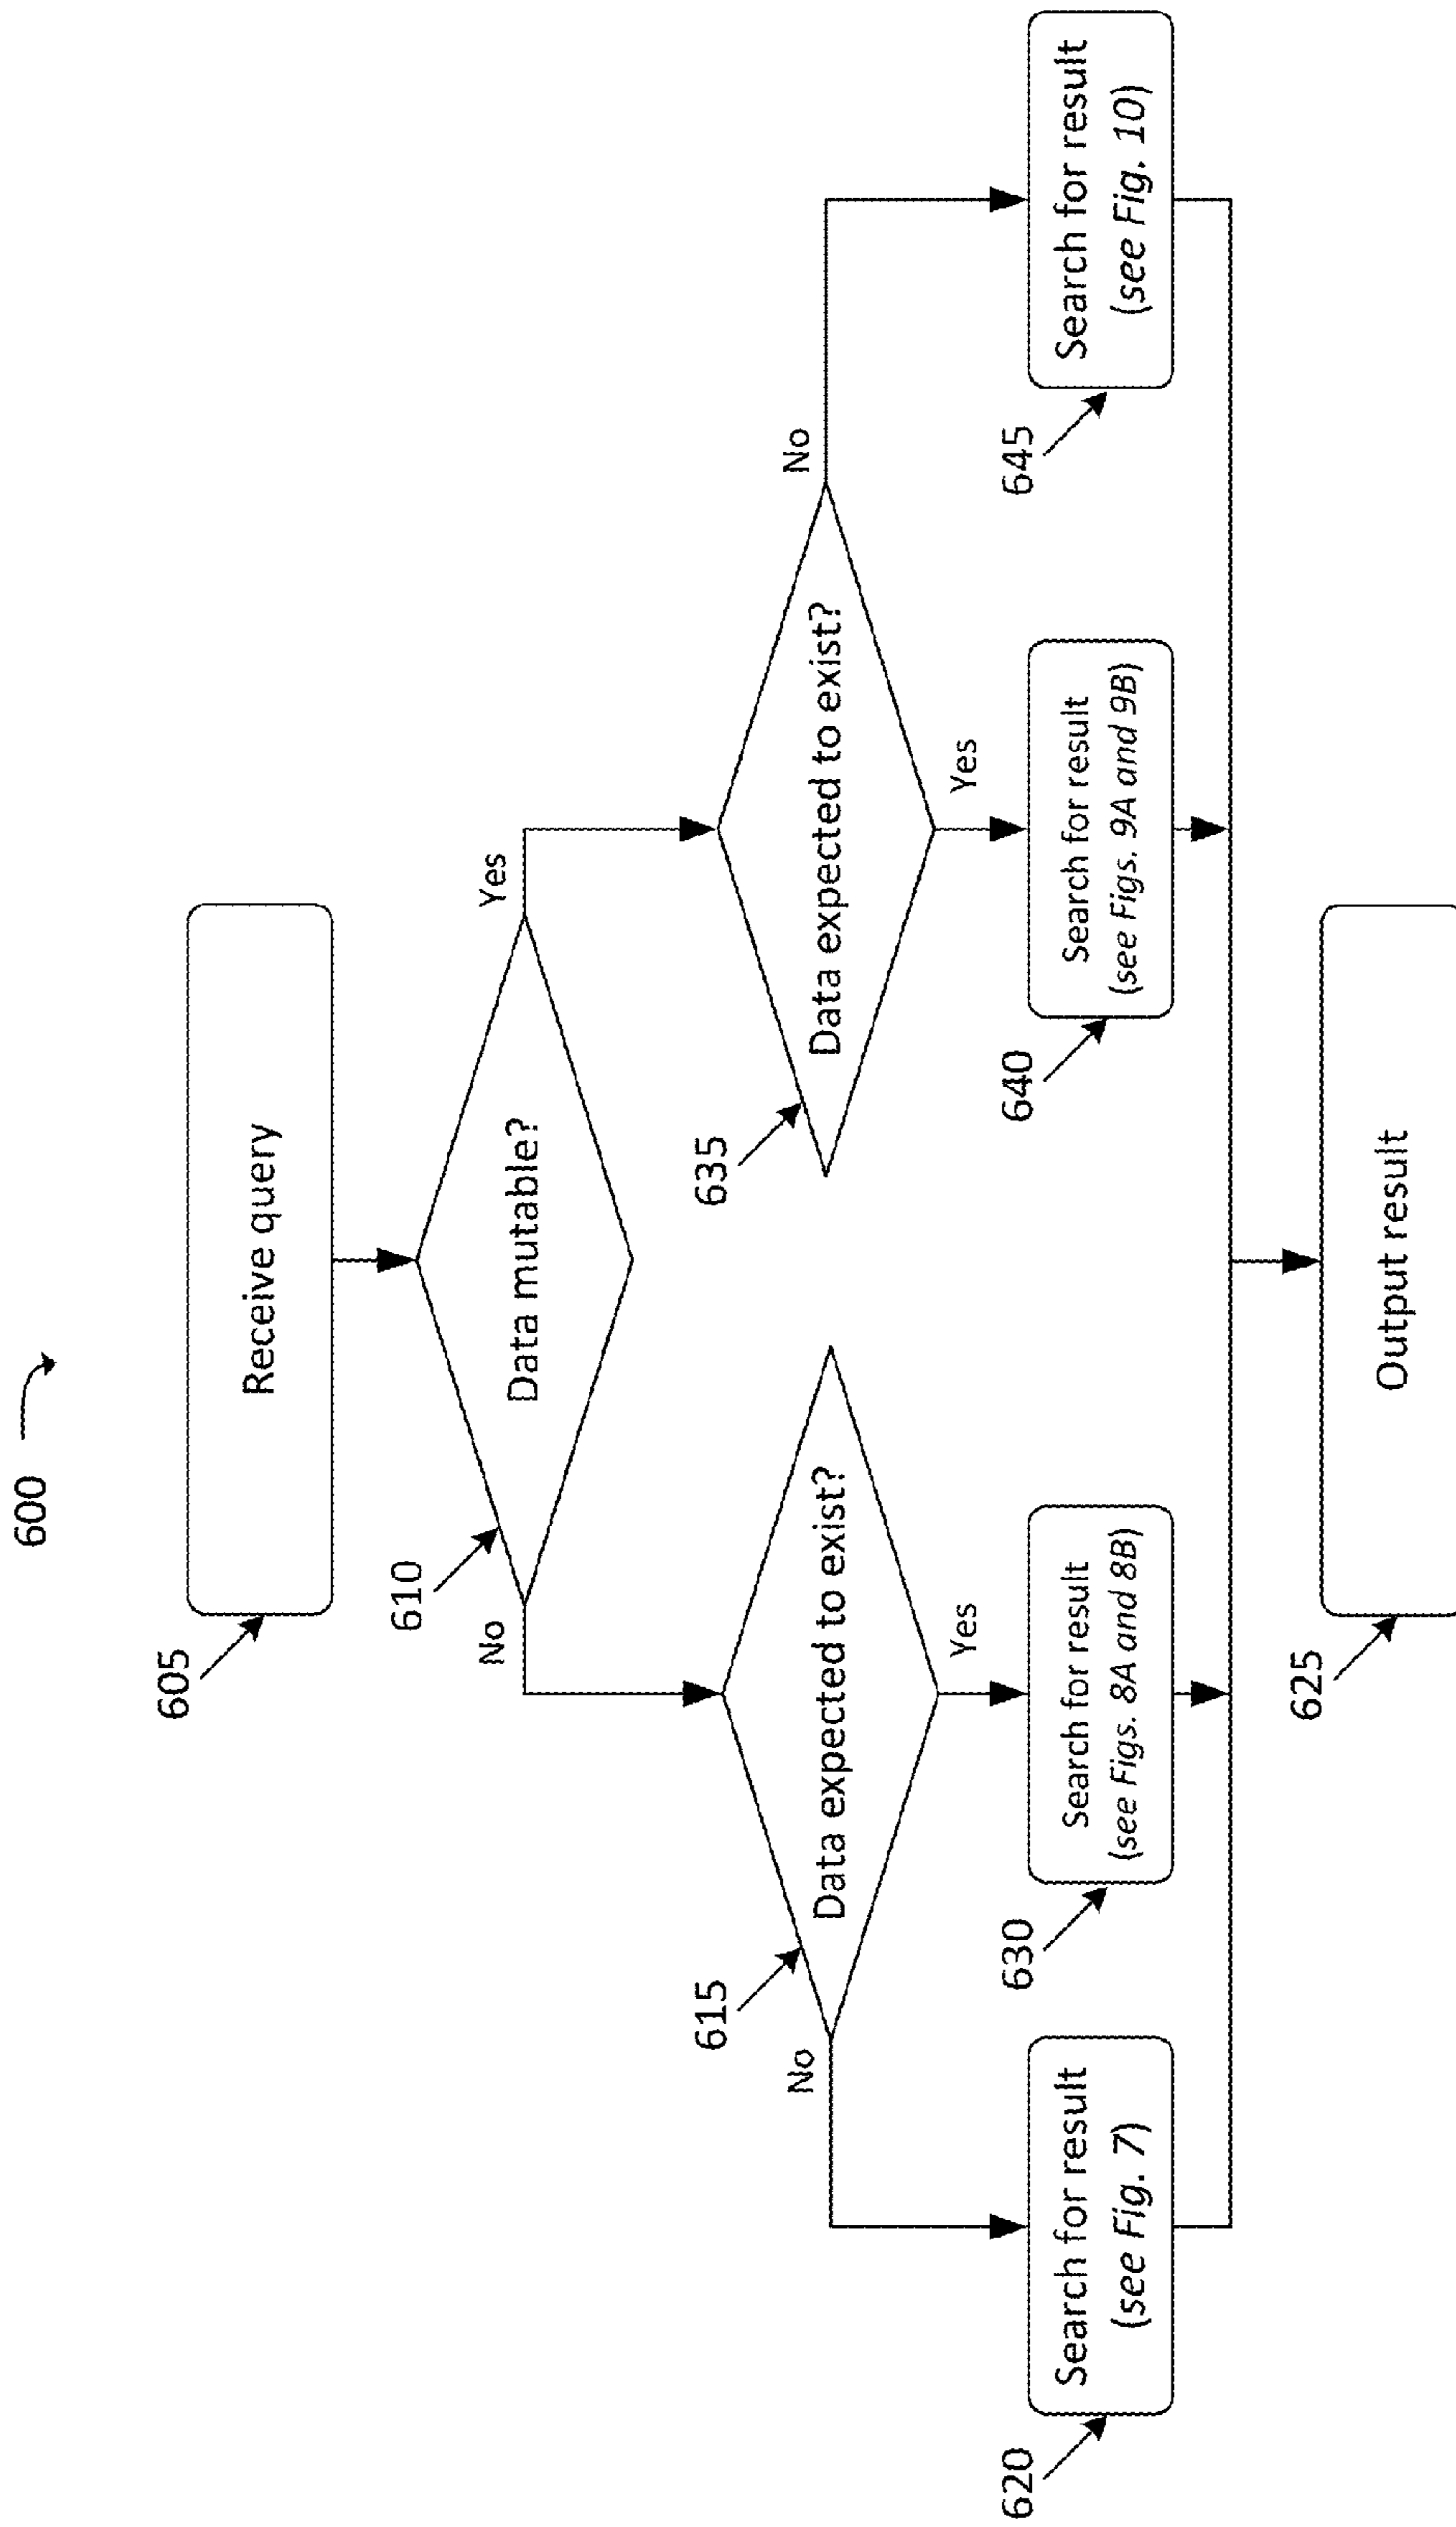 600
605
Receive query
610
Data mutable?
No
Yes
615
Data expected to exist?
635
Data expected to exist?
No
Yes
Yes
No
620
Search for result
(see Fig. 7)
630
Search for result
(see Figs. 8A and 8B)
640
Search for result
(see Figs. 9A and 9B)
645
Search for result
(see Fig. 10)
625
Output result